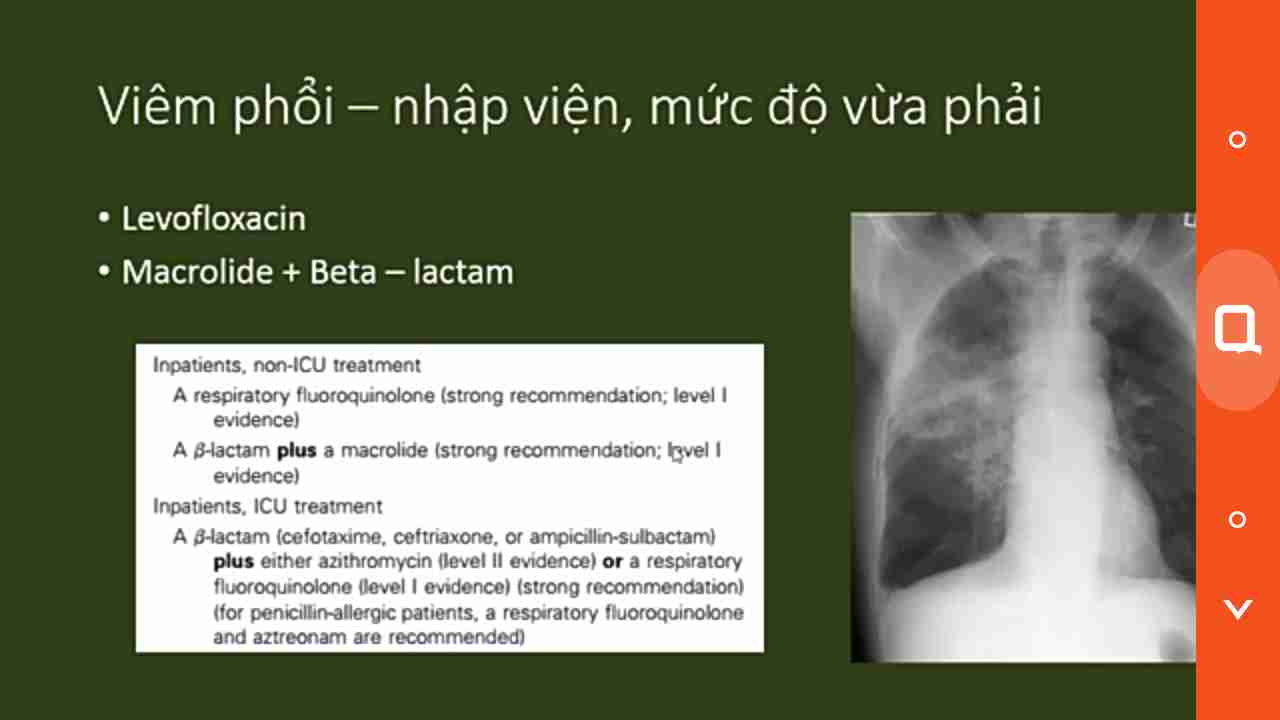 Viêm phổi – nhập viện, mức độ vừa phải
• Levofloxacin
• Macrolide + Beta – lactam
Inpatients, non-ICU treatment
A respiratory fluoroquinolone (strong recommendation; level I
evidence)
A β-lactam plus a macrolide (strong recommendation; level I
evidence)
Inpatients, ICU treatment
A β-lactam (cefotaxime, ceftriaxone, or ampicillin-sulbactam)
plus either azithromycin (level II evidence) or a respiratory
fluoroquinolone (level I evidence) (strong recommendation)
(for penicillin-allergic patients, a respiratory fluoroquinolone
and aztreonam are recommended)